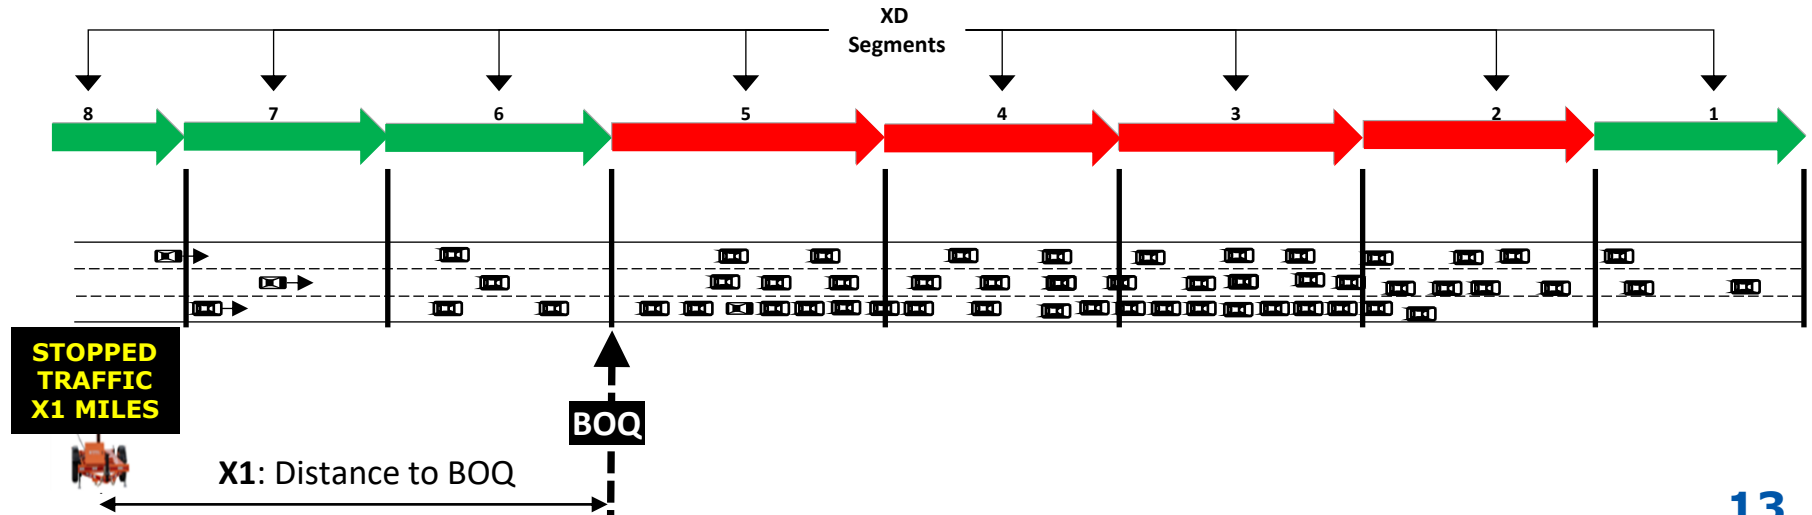 XD
Segments
8
7
6
5
4
3
2
1
STOPPED
TRAFFIC
X1 MILES
BOQ
X1: Distance to BOQ
13